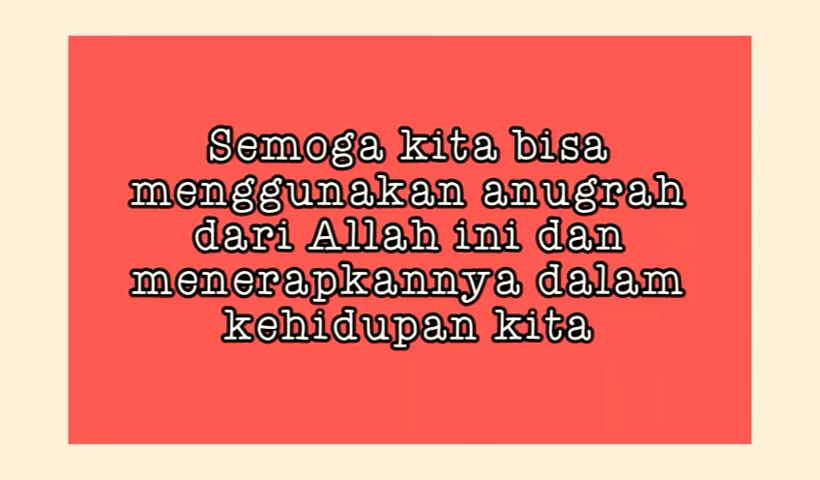 Semoga kita bisa
menggunakan anugrah
dari Allah ini dan
menerapkannya dalam
kehidupan kita